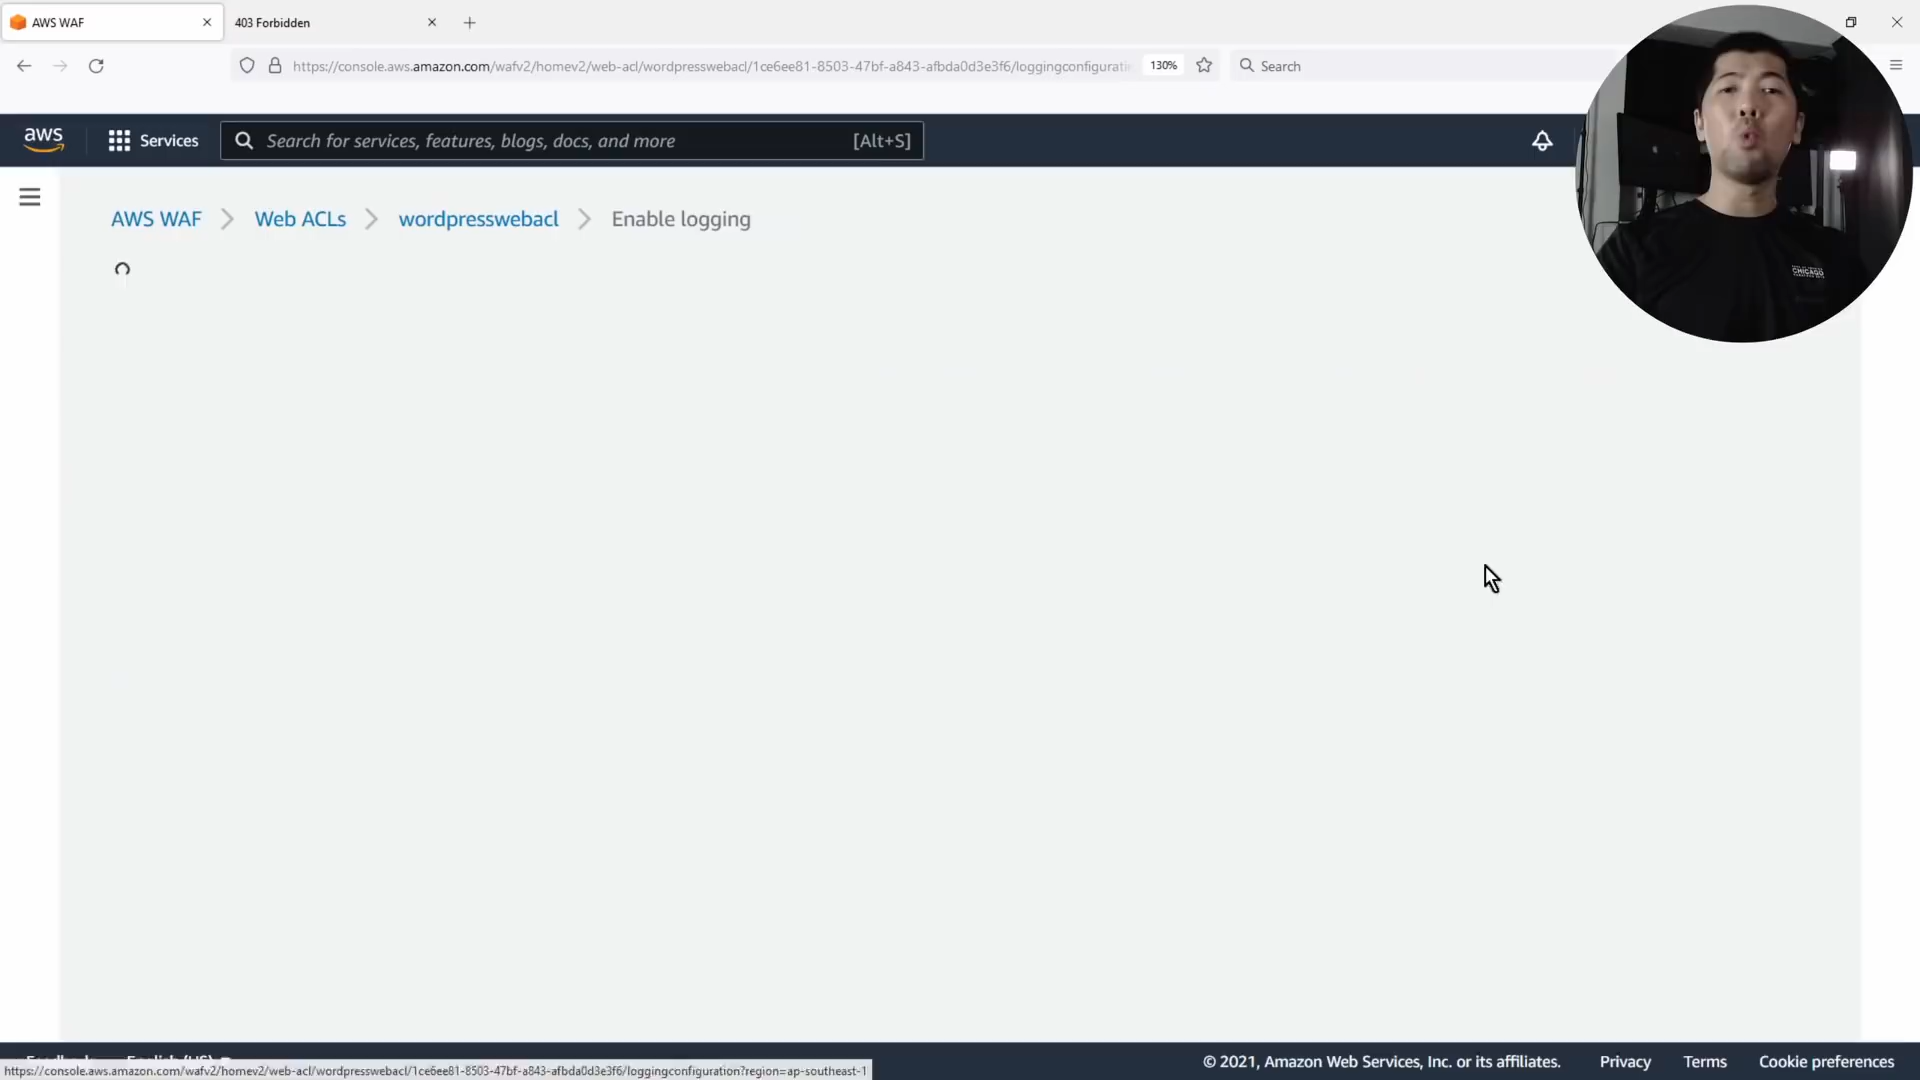 AWS WAF
403 Forbidden
https://console.aws.amazon.com/wafv2/homev2/web-acl/wordpresswebacl/1ce6ee81-8503-47bf-a843-afbda0d3e3f6/loggingconfigurati
130%
Search
aws
Services
Search for services, features, blogs, docs, and more
[Alt+S]
AWS WAF
Web ACLs
wordpresswebacl
Enable logging
CHICAGO
© 2021, Amazon Web Services, Inc. or its affiliates.
Privacy
Terms
Cookie preferences
https://console.aws.amazon.com/wafv2/homev2/web-acl/wordpresswebacl/1ce6ee81-8503-47bf-a843-afbda0d3e3f6/loggingconfiguration?region=ap-southeast-1